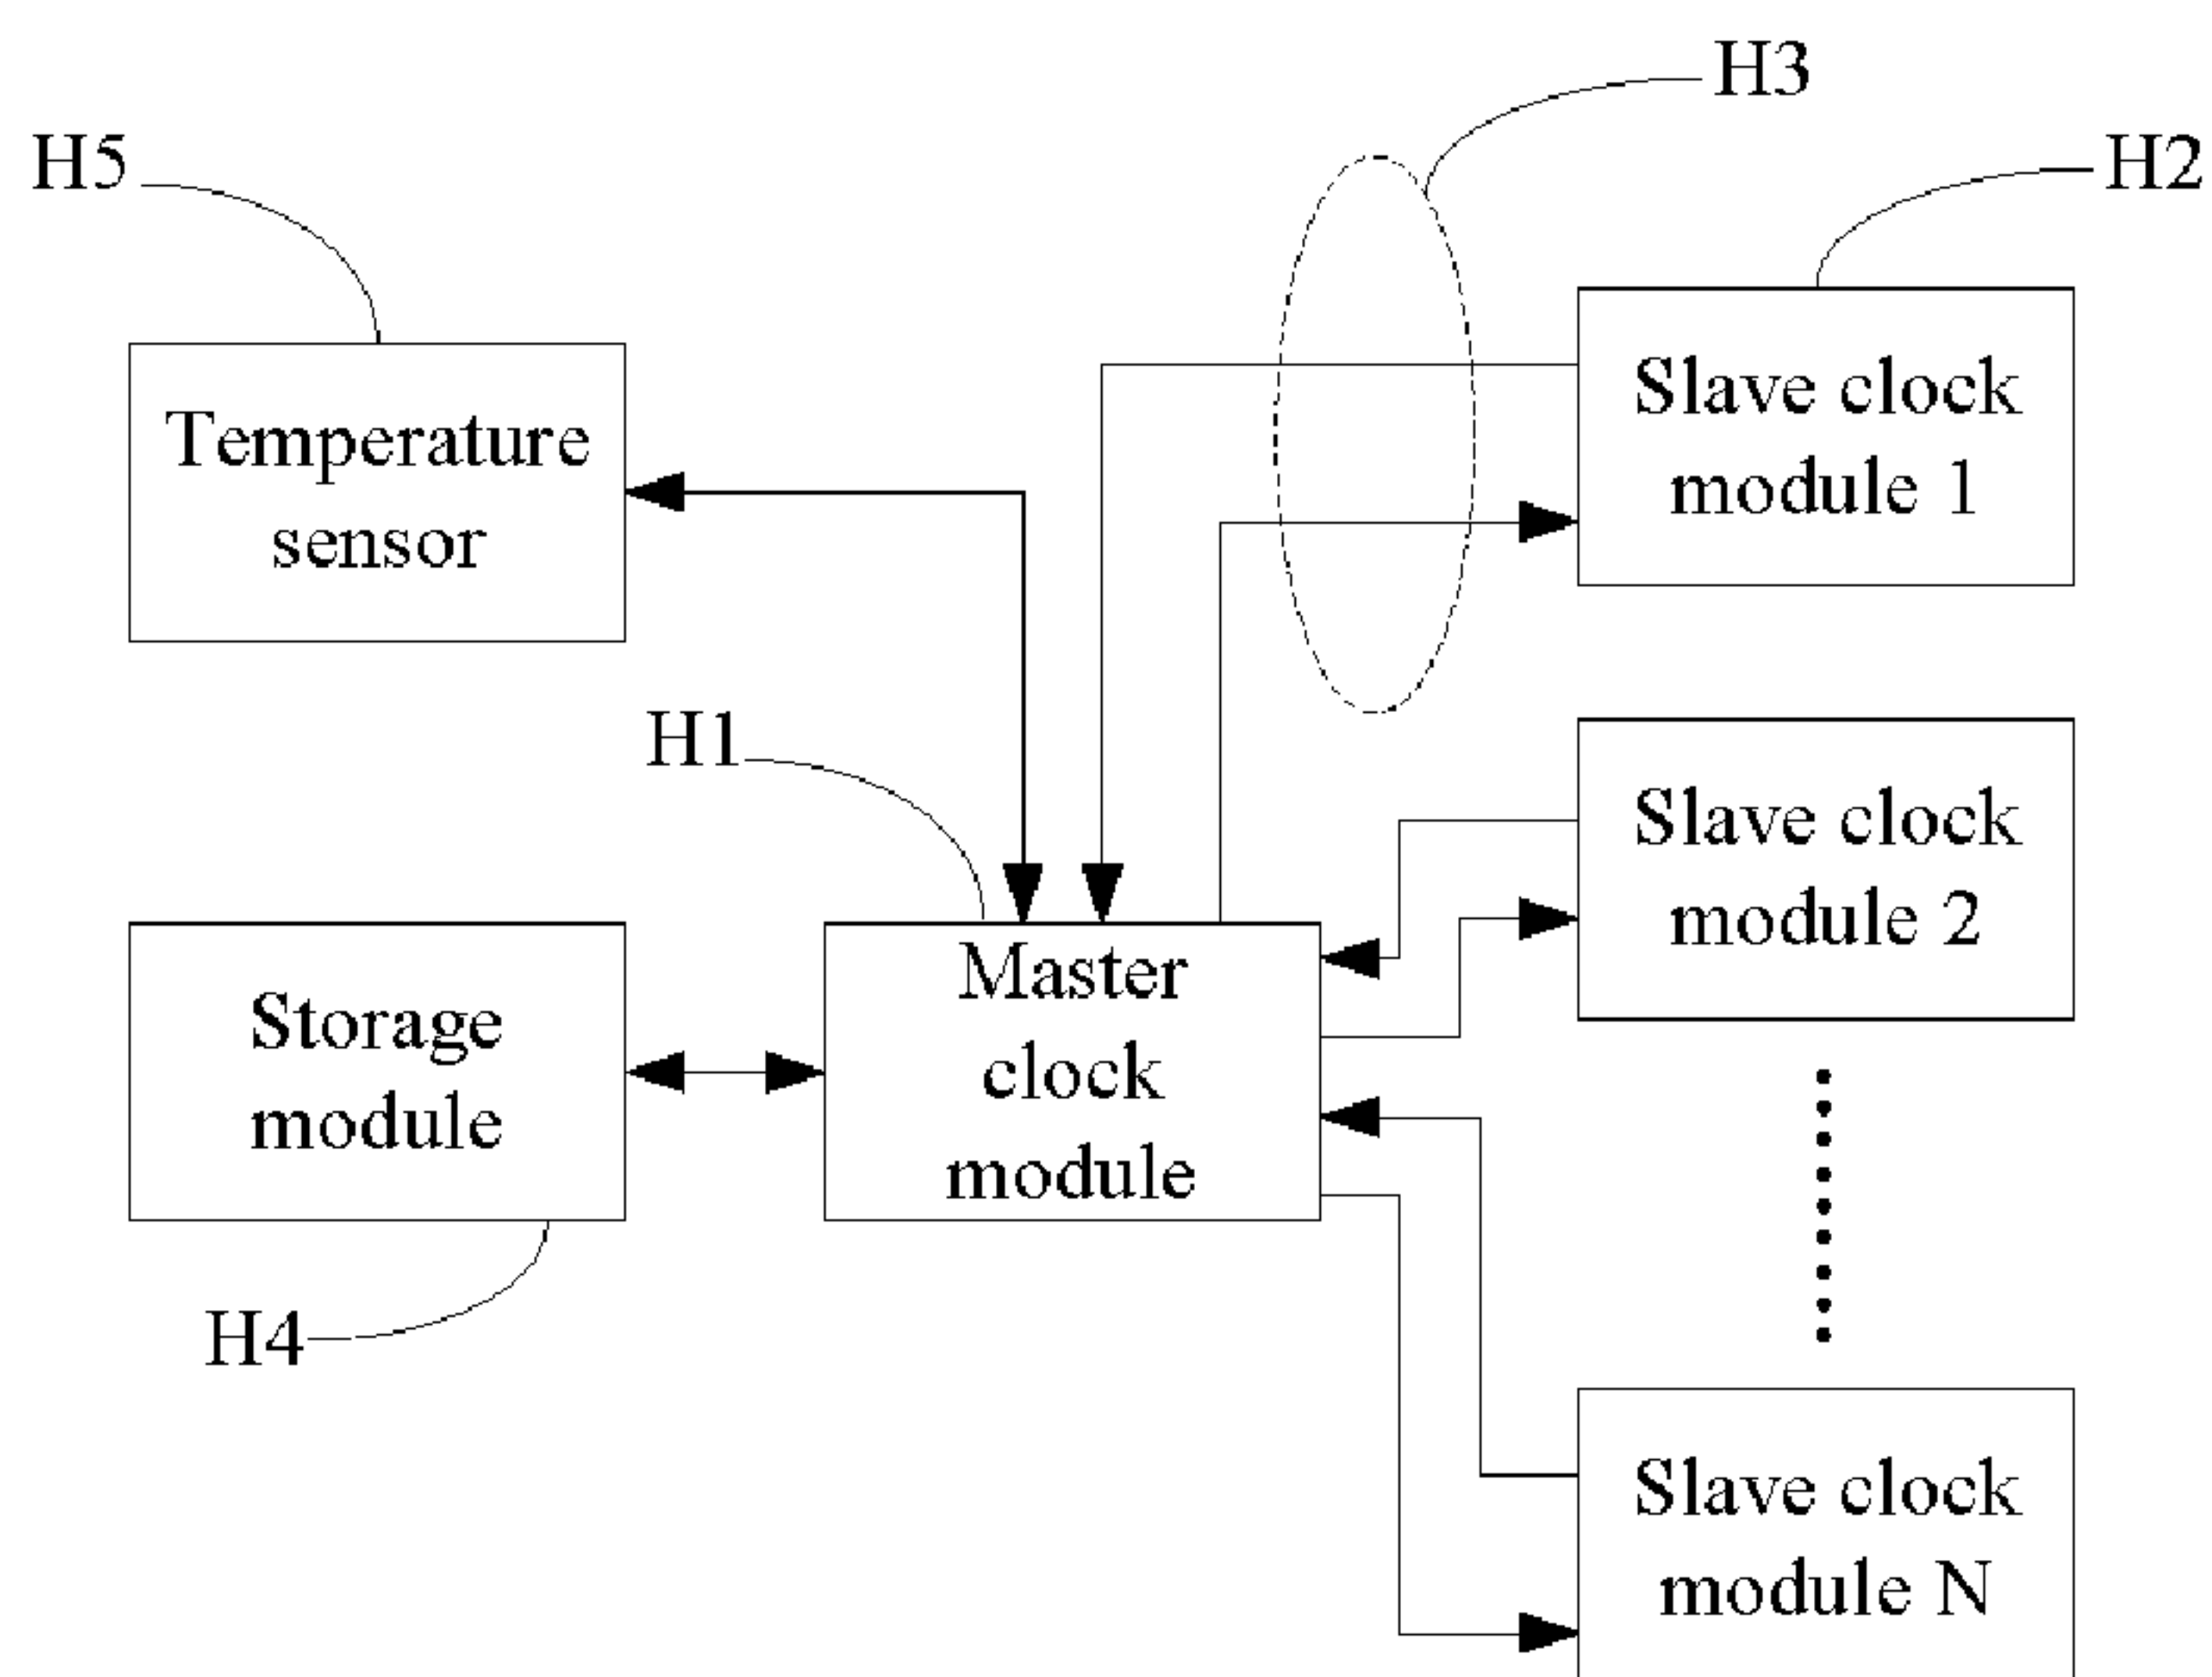 H3
H5
H2
Slave clock
module 1
Temperature
sensor
H1
Slave clock
module 2
Storage
module
Master
clock
module
H4
Slave clock
module N